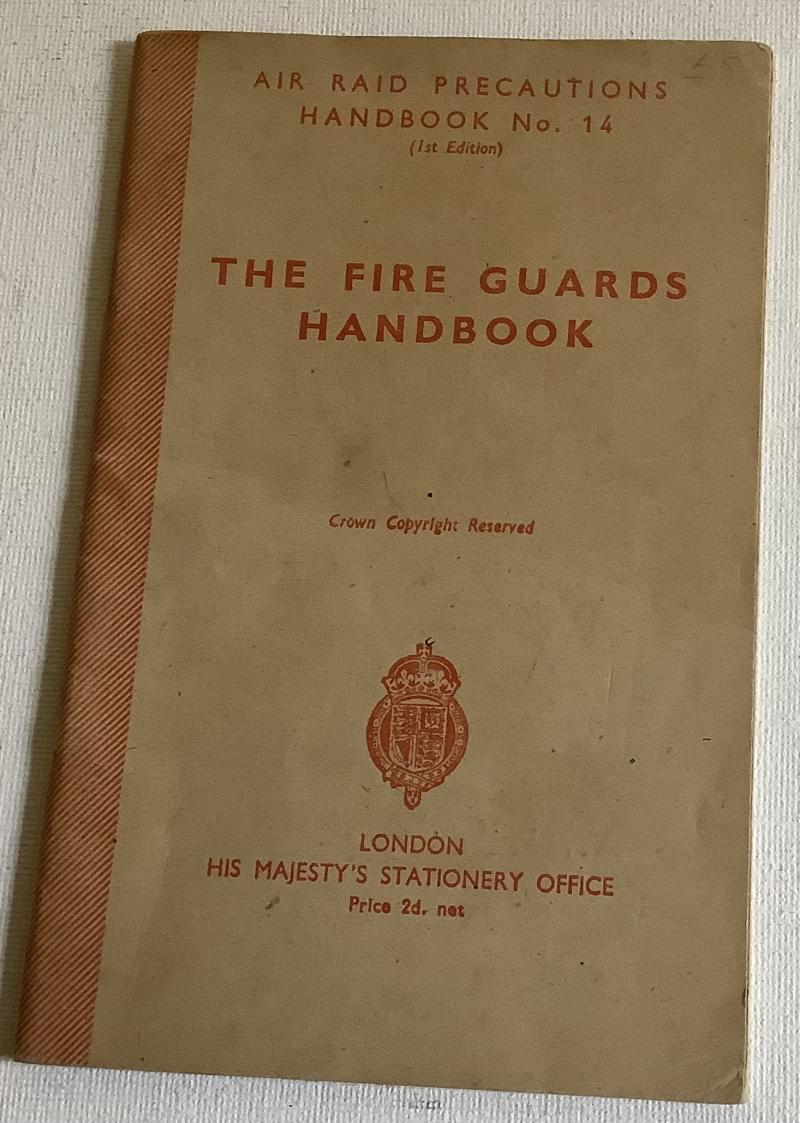 AIR RAID PRECAUTIONS
HANDBOOK No. 14
(1st Edition)
THE FIRE GUARDS
HANDBOOK
Crown Copyright Reserved
LONDON
HIS MAJESTY'S STATIONERY OFFICE
Price 2d. net